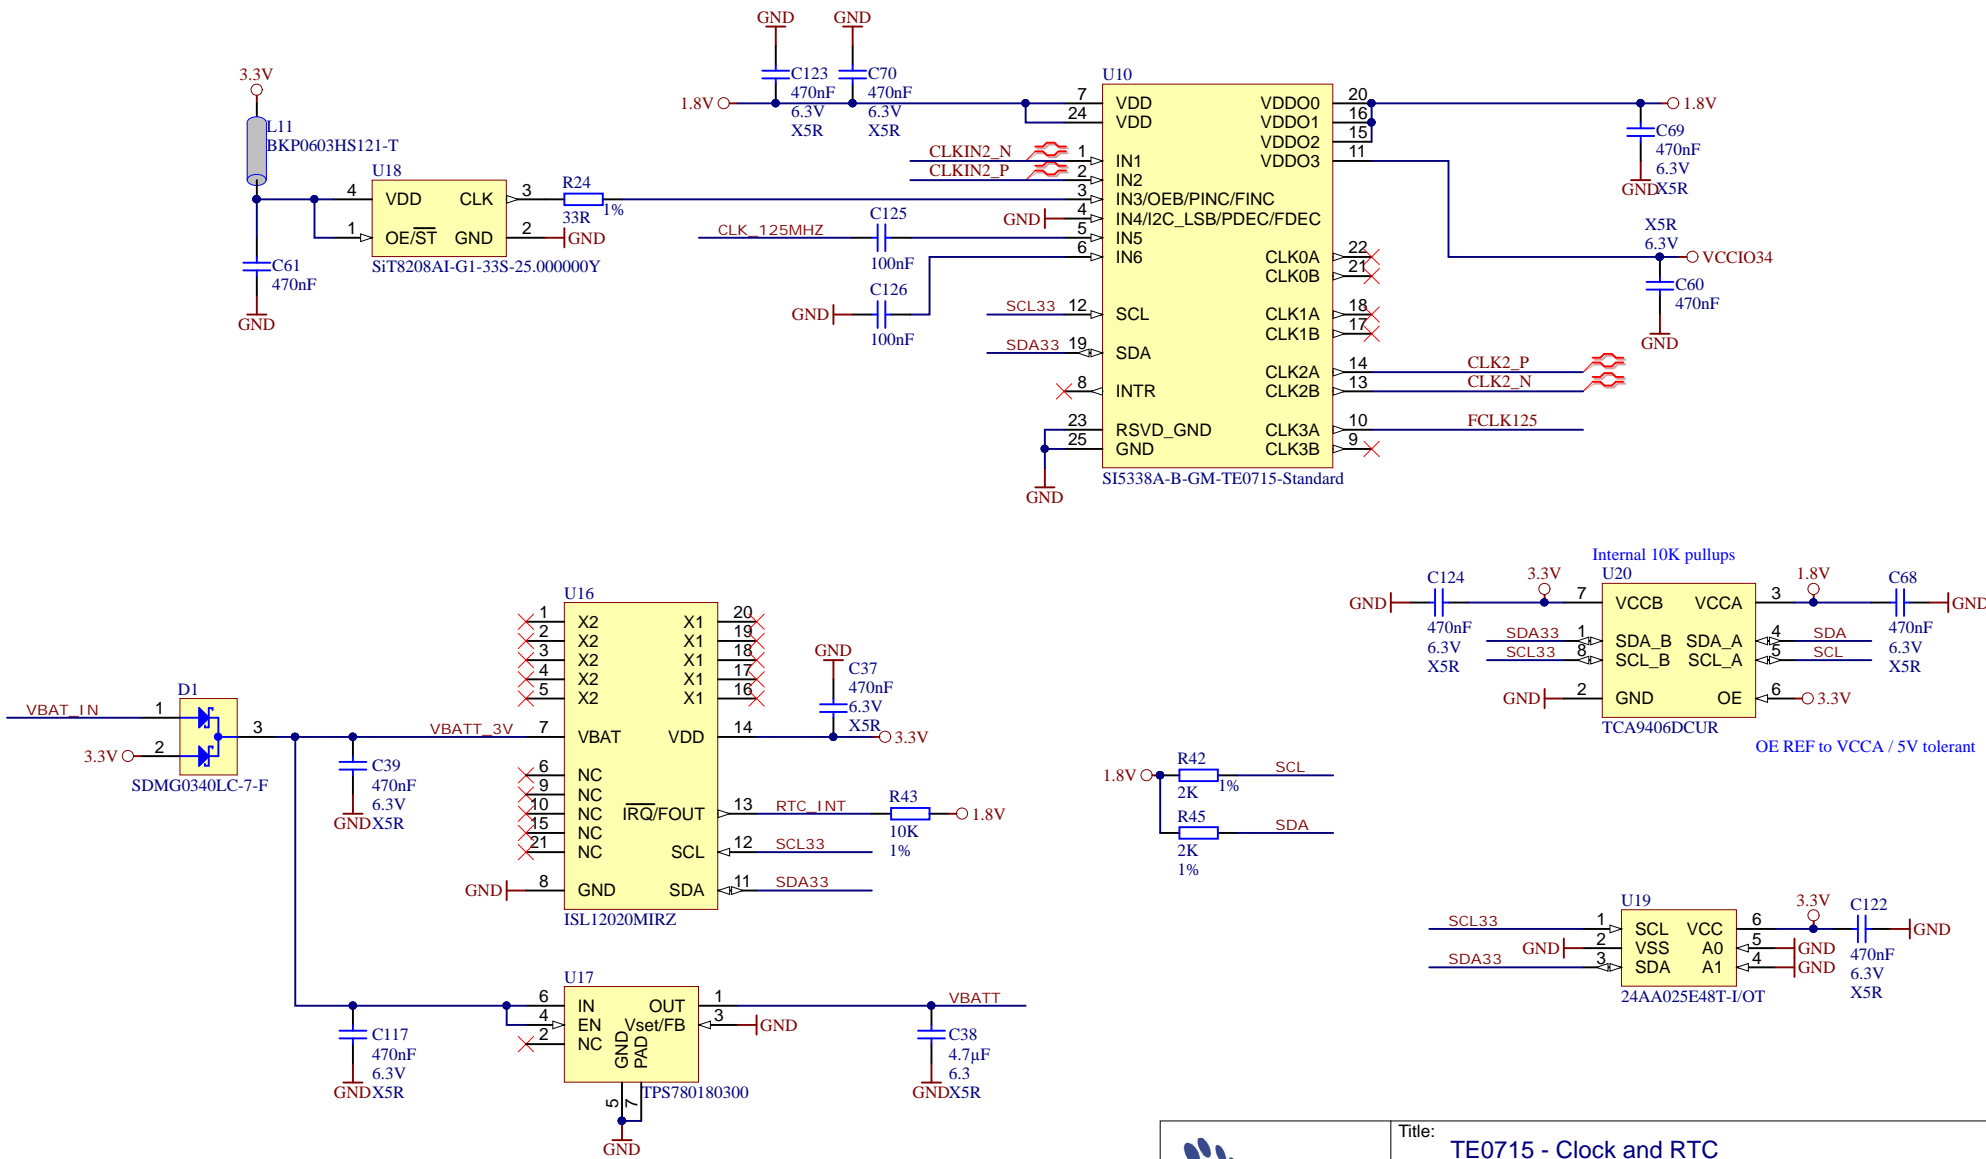 GND
GND
3.3V
L11
BKP0603HS121-T
U18
4 VDD CLK 3
1 OE/ST GND 2 GND
SiT8208AI-G1-33S-25.000000Y
C61
470nF
GND
R24
33R
1%
1.8V
C123
470nF
6.3V
X5R
C70
470nF
6.3V
X5R
CLKIN2_N
CLKIN2_P
GND
CLK_125MHZ
C125
100nF
GND
C126
100nF
SCL33
SDA33
U10
7 VDD
24 VDD
1 IN1
2 IN2
3 IN3/OEB/PINC/FINC
4 IN4/I2C_LSB/PDEC/FDEC
5 IN5
6 IN6
12 SCL
19 SDA
8 INTR
23 RSVD_GND
25 GND
VDDO0 20
VDDO1 16
VDDO2 15
VDDO3 11
CLK0A 22
CLK0B 21
CLK1A 18
CLK1B 17
CLK2A 14
CLK2B 13
CLK3A 10
CLK3B 9
SI5338A-B-GM-TE0715-Standard
GND
1.8V
C69
470nF
6.3V
X5R
GND
X5R
6.3V
VCCIO34
C60
470nF
GND
CLK2_P
CLK2_N
FCLK125
VBAT_IN
3.3V
D1
1
2
3
SDMG0340LC-7-F
VBATT_3V
C39
470nF
6.3V
X5R
GND
U16
1 X2
2 X2
3 X2
4 X2
5 X2
7 VBAT
6 NC
9 NC
10 NC
15 NC
21 NC
GND 8 GND
X1 20
X1 19
X1 18
X1 17
X1 16
VDD 14
IRQ/FOUT 13
SCL 12
SDA 11
ISL12020MIRZ
GND
C37
470nF
6.3V
X5R
3.3V
RTC_INT
R43
10K
1%
1.8V
SCL33
SDA33
U17
6 IN
4 EN
2 NC
OUT 1
Vset/FB 3
GND
GND
PAD
5
7
TPS780180300
GND
C117
470nF
6.3V
X5R
GND
VBATT
C38
4.7µF
6.3
X5R
GND
Internal 10K pullups
C124
470nF
6.3V
X5R
GND
3.3V
U20
7 VCCB
1 SDA_B
8 SCL_B
2 GND
VCCA 3
SDA_A 4
SCL_A 5
OE 6
TCA9406DCUR
SDA33
SCL33
GND
1.8V
C68
470nF
6.3V
X5R
GND
SDA
SCL
3.3V
OE REF to VCCA / 5V tolerant
1.8V
R42
2K
1%
SCL
R45
2K
1%
SDA
U19
1 SCL
2 VSS
3 SDA
VCC 6
A0 5
A1 4
24AA025E48T-I/OT
SCL33
GND
SDA33
3.3V
C122
470nF
6.3V
X5R
GND
GND
GND
Title:
TE0715 - Clock and RTC